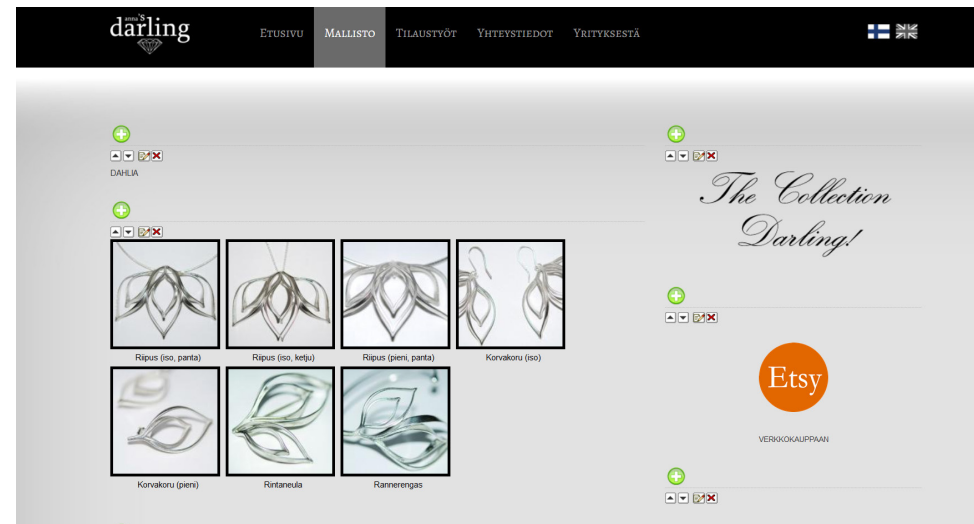 anna's
darling
Etusivu Mallisto Tilaustyöt Yhteystiedot Yrityksestä
DAHLIA
Riipus (iso, panta) Riipus (iso, ketju) Riipus (pieni, panta) Korvakoru (iso)
Korvakoru (pieni) Rintaneula Rannerengas
The Collection
Darling!
Etsy
VERKKOKAUPPAAN